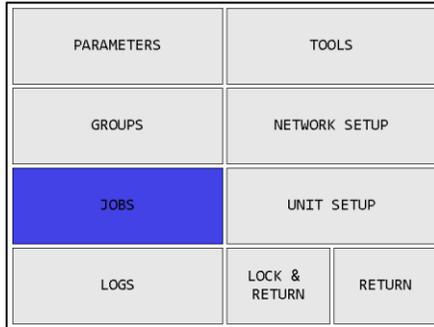 PARAMETERS
TOOLS
GROUPS
NETWORK SETUP
JOBS
UNIT SETUP
LOGS
LOCK &
RETURN
RETURN